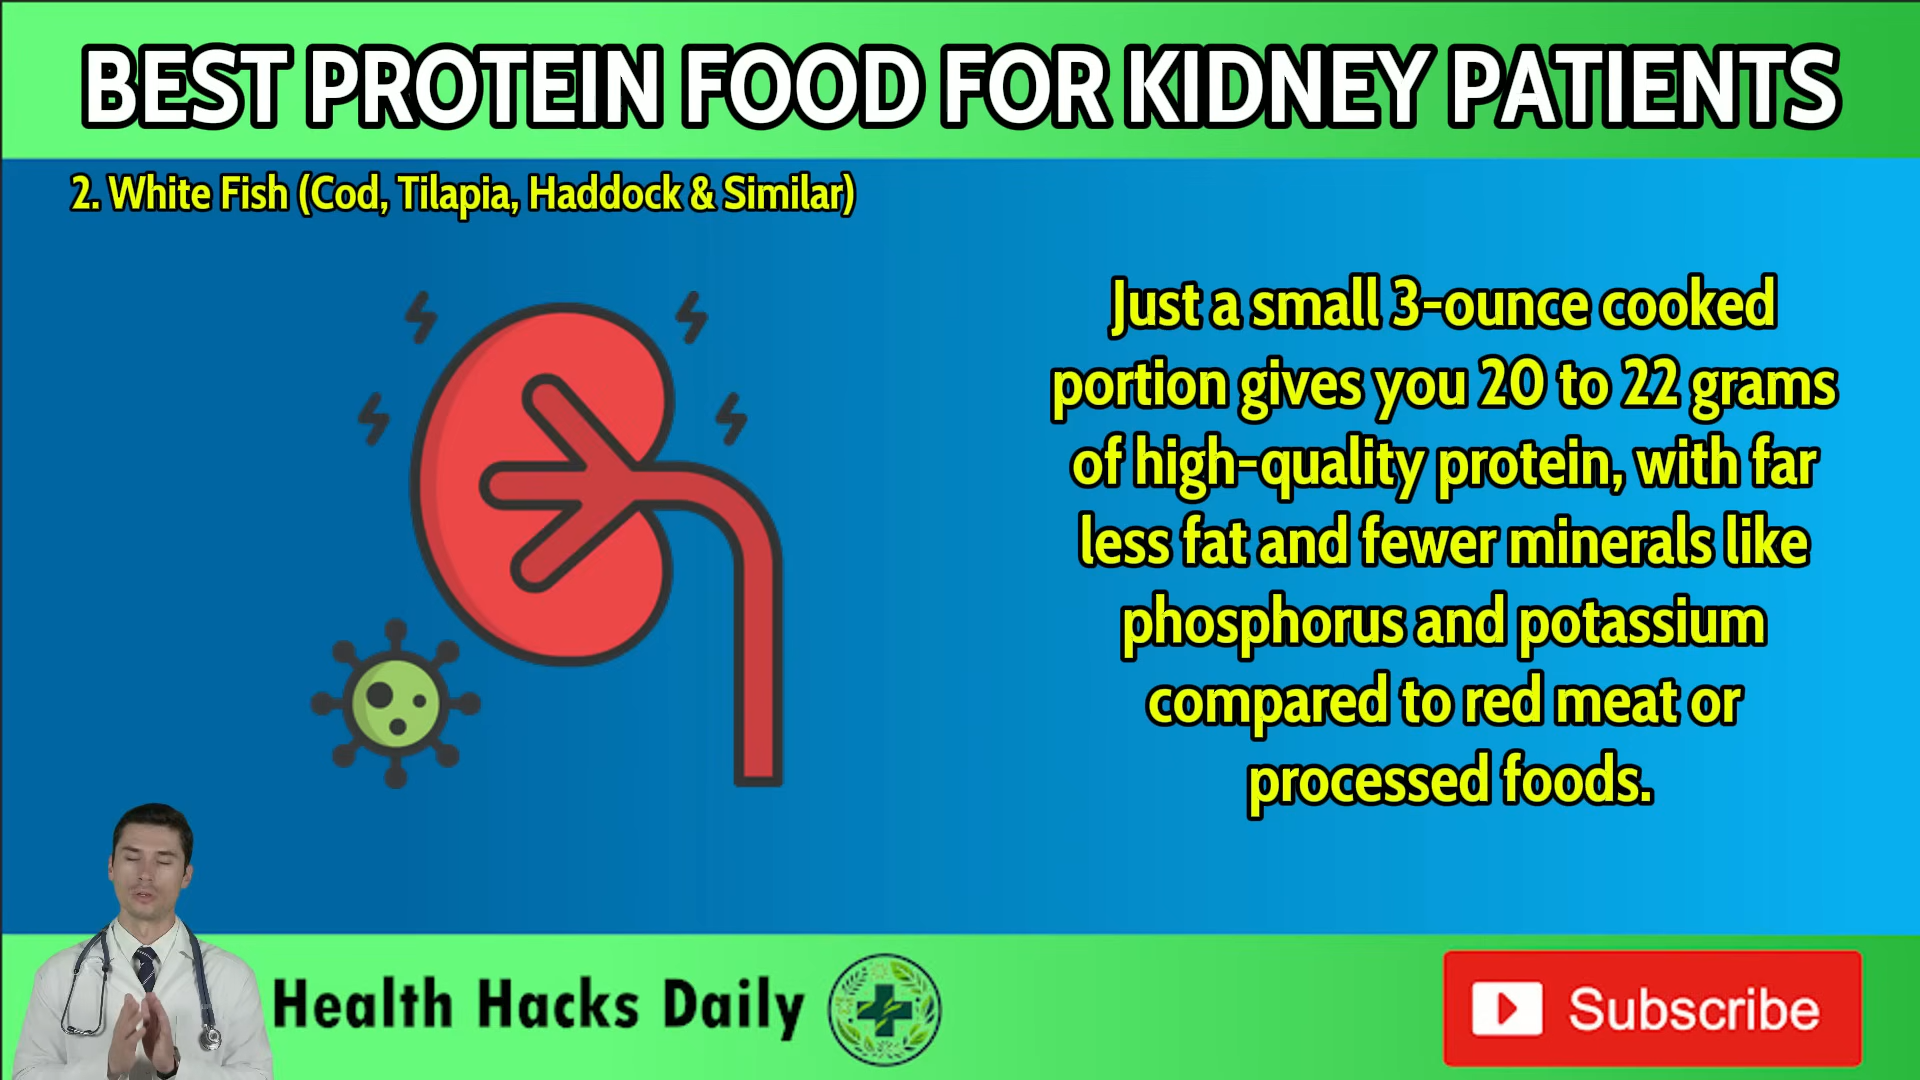 BEST PROTEIN FOOD FOR KIDNEY PATIENTS
2. White Fish (Cod, Tilapia, Haddock & Similar)
Just a small 3-ounce cooked
portion gives you 20 to 22 grams
of high-quality protein, with far
less fat and fewer minerals like
phosphorus and potassium
compared to red meat or
processed foods.
Health Hacks Daily
Subscribe